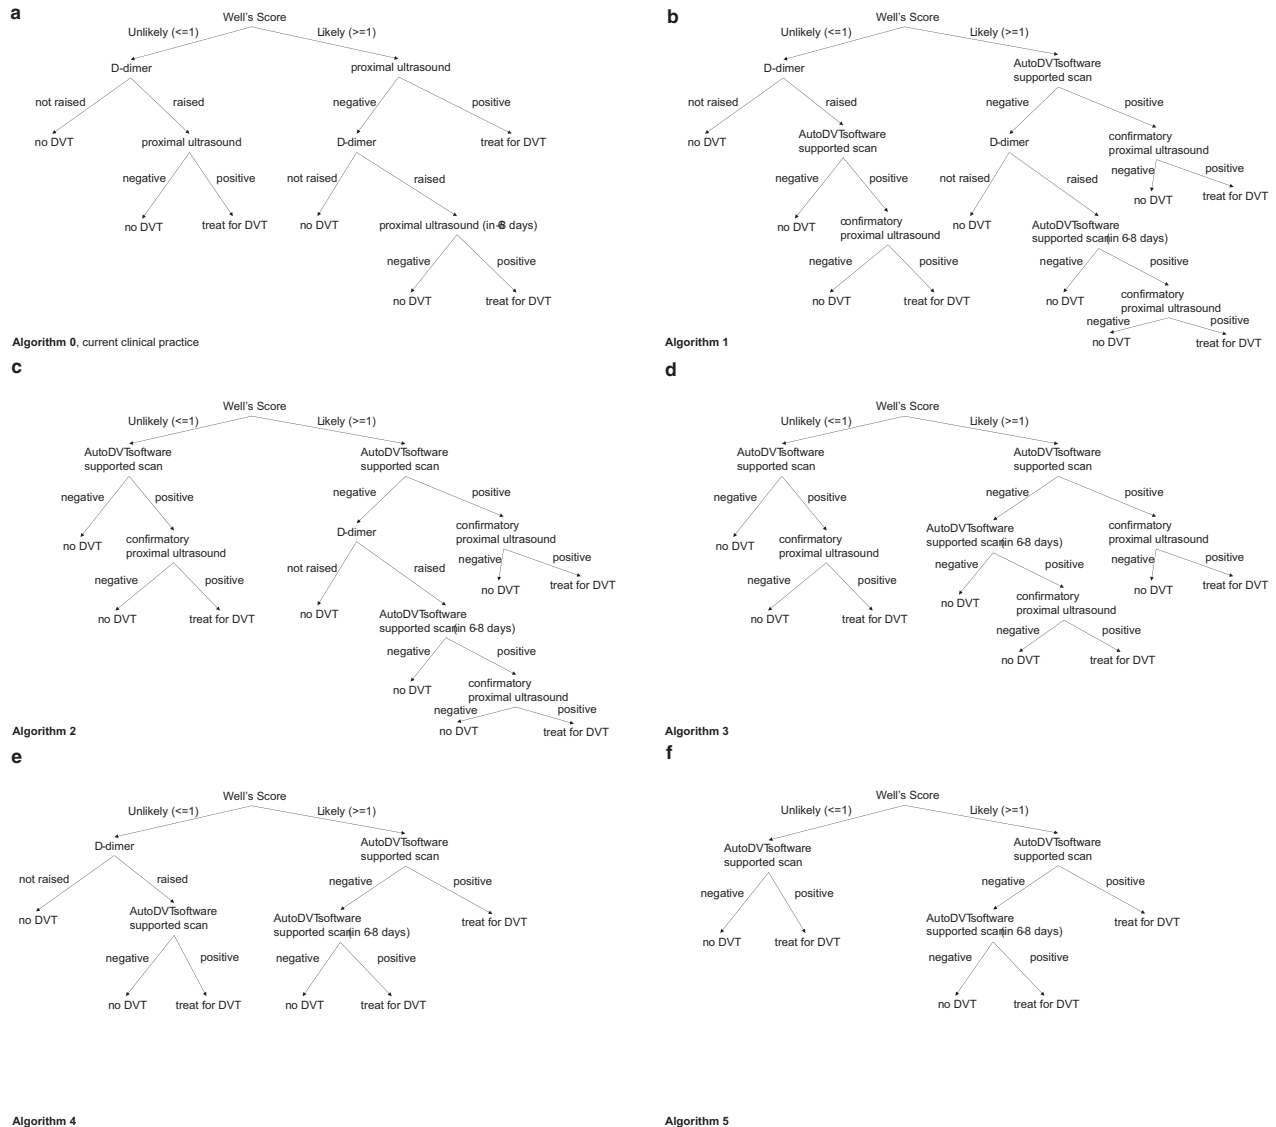 a
Well's Score
Unlikely (<=1)
Likely (>=1)
D-dimer
proximal ultrasound
not raised
raised
negative
positive
no DVT
proximal ultrasound
D-dimer
treat for DVT
negative
positive
not raised
raised
no DVT
treat for DVT
no DVT
proximal ultrasound (in 6-8 days)
negative
positive
no DVT
treat for DVT
Algorithm 0, current clinical practice
b
Well's Score
Unlikely (<=1)
Likely (>=1)
D-dimer
AutoDVTsoftware
supported scan
not raised
raised
negative
positive
no DVT
AutoDVTsoftware
supported scan
D-dimer
confirmatory
proximal ultrasound
negative
positive
not raised
raised
negative
positive
no DVT
treat for DVT
no DVT
confirmatory
proximal ultrasound
no DVT
AutoDVTsoftware
supported scan(in 6-8 days)
negative
positive
negative
positive
no DVT
treat for DVT
no DVT
confirmatory
proximal ultrasound
negative
positive
no DVT
treat for DVT
Algorithm 1
c
Well's Score
Unlikely (<=1)
Likely (>=1)
AutoDVTsoftware
supported scan
AutoDVTsoftware
supported scan
negative
positive
negative
positive
no DVT
confirmatory
proximal ultrasound
D-dimer
confirmatory
proximal ultrasound
negative
positive
not raised
raised
negative
positive
no DVT
treat for DVT
no DVT
treat for DVT
no DVT
AutoDVTsoftware
supported scan(in 6-8 days)
negative
positive
no DVT
confirmatory
proximal ultrasound
negative
positive
no DVT
treat for DVT
Algorithm 2
d
Well's Score
Unlikely (<=1)
Likely (>=1)
AutoDVTsoftware
supported scan
AutoDVTsoftware
supported scan
negative
positive
negative
positive
no DVT
confirmatory
proximal ultrasound
AutoDVTsoftware
supported scan(in 6-8 days)
confirmatory
proximal ultrasound
negative
positive
negative
positive
negative
positive
no DVT
treat for DVT
no DVT
confirmatory
proximal ultrasound
no DVT
treat for DVT
negative
positive
no DVT
treat for DVT
Algorithm 3
e
Well's Score
Unlikely (<=1)
Likely (>=1)
D-dimer
AutoDVTsoftware
supported scan
not raised
raised
negative
positive
no DVT
AutoDVTsoftware
supported scan
AutoDVTsoftware
supported scan(in 6-8 days)
treat for DVT
negative
positive
negative
positive
no DVT
treat for DVT
no DVT
treat for DVT
Algorithm 4
f
Well's Score
Unlikely (<=1)
Likely (>=1)
AutoDVTsoftware
supported scan
AutoDVTsoftware
supported scan
negative
positive
negative
positive
no DVT
treat for DVT
AutoDVTsoftware
supported scan(in 6-8 days)
treat for DVT
negative
positive
no DVT
treat for DVT
Algorithm 5